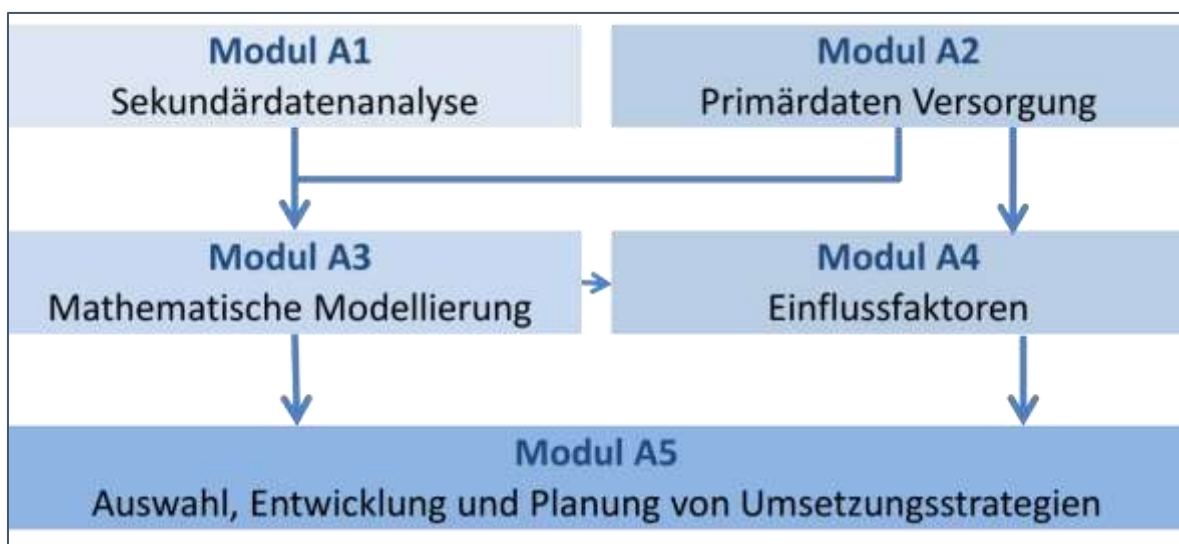 Modul A1
Sekundärdatenanalyse
Modul A2
Primärdaten Versorgung
Modul A3
Mathematische Modellierung
Modul A4
Einflussfaktoren
Modul A5
Auswahl, Entwicklung und Planung von Umsetzungsstrategien